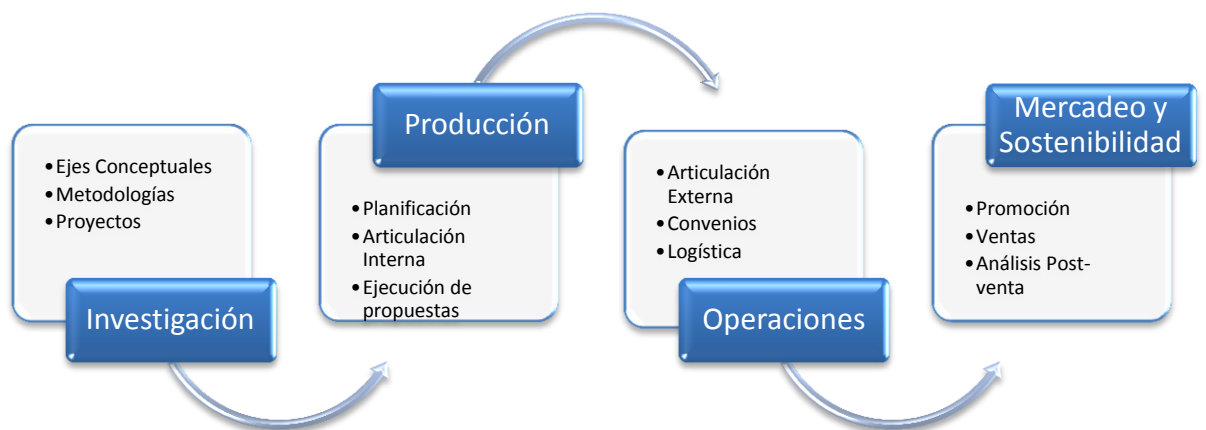 •Ejes Conceptuales
•Metodologías
•Proyectos
Investigación
Producción
•Planificación
•Articulación
Interna
•Ejecución de
propuestas
•Articulación
Externa
•Convenios
•Logística
Operaciones
Mercadeo y
Sostenibilidad
•Promoción
•Ventas
•Análisis Post-
venta